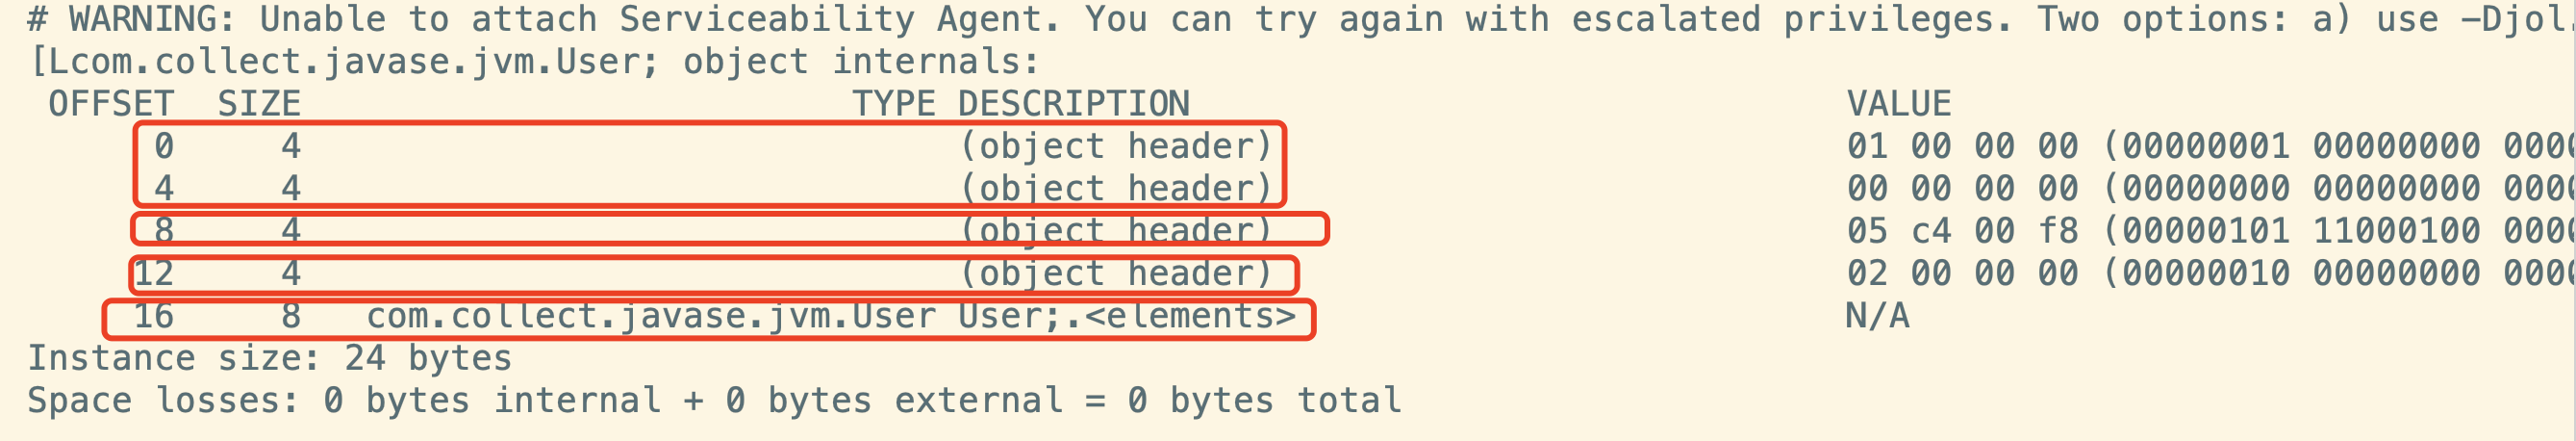 # WARNING: Unable to attach Serviceability Agent. You can try again with escalated privileges. Two options: a) use -Djol.
[Lcom.collect.javase.jvm.User; object internals:
OFFSET SIZE TYPE DESCRIPTION VALUE
0 4 (object header) 01 00 00 00 (00000001 00000000 000
4 4 (object header) 00 00 00 00 (00000000 00000000 000
8 4 (object header) 05 c4 00 f8 (00000101 11000100 000
12 4 (object header) 02 00 00 00 (00000010 00000000 000
16 8 com.collect.javase.jvm.User User;.<elements> N/A
Instance size: 24 bytes
Space losses: 0 bytes internal + 0 bytes external = 0 bytes total